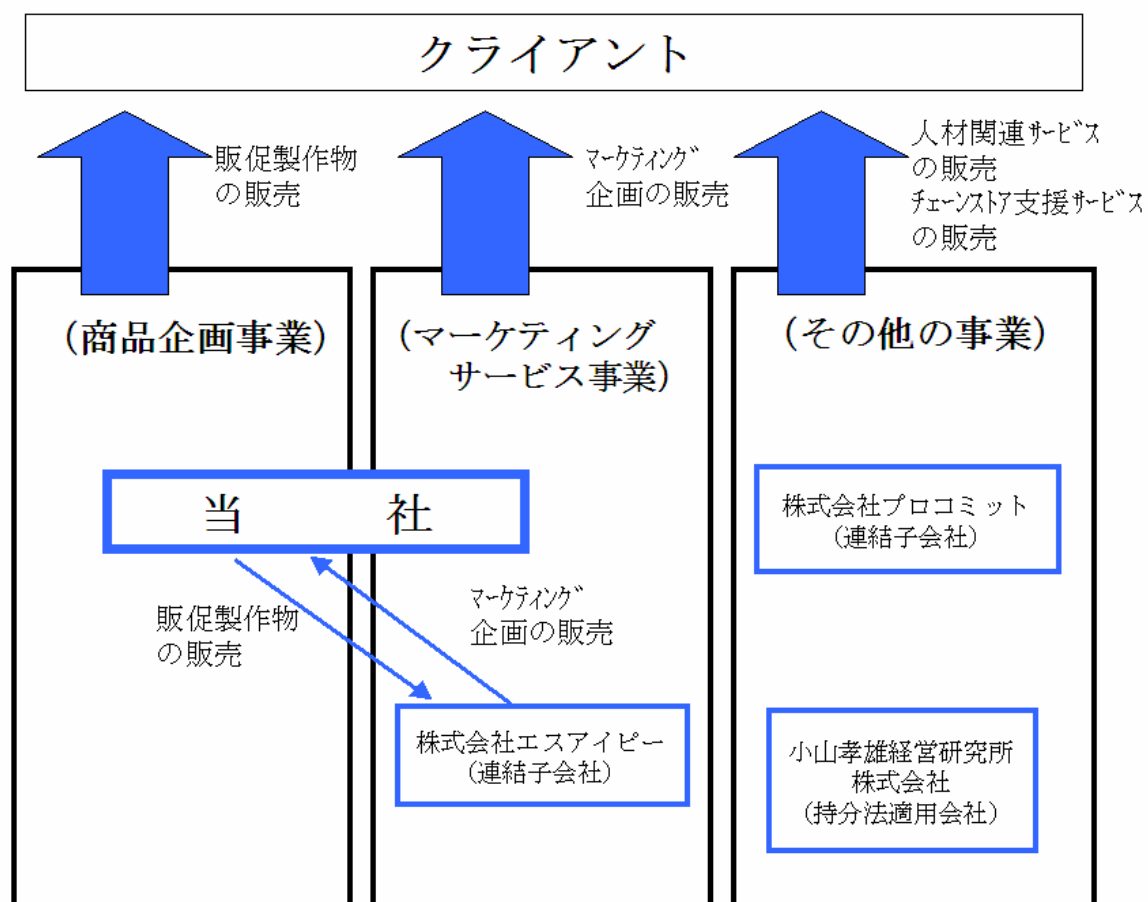 クライアント
販促製作物
の販売
ﾏｰｹﾃｨﾝｸﾞ
企画の販売
人材関連ｻｰﾋﾞｽ
の販売
ﾁｪｰﾝｽﾄｱ支援ｻｰﾋﾞｽ
の販売
(商品企画事業)
(マーケティング
サービス事業)
(その他の事業)
当 社
販促製作物
の販売
ﾏｰｹﾃｨﾝｸﾞ
企画の販売
株式会社エスアイピー
(連結子会社)
株式会社プロコミット
(連結子会社)
小山孝雄経営研究所
株式会社
(持分法適用会社)